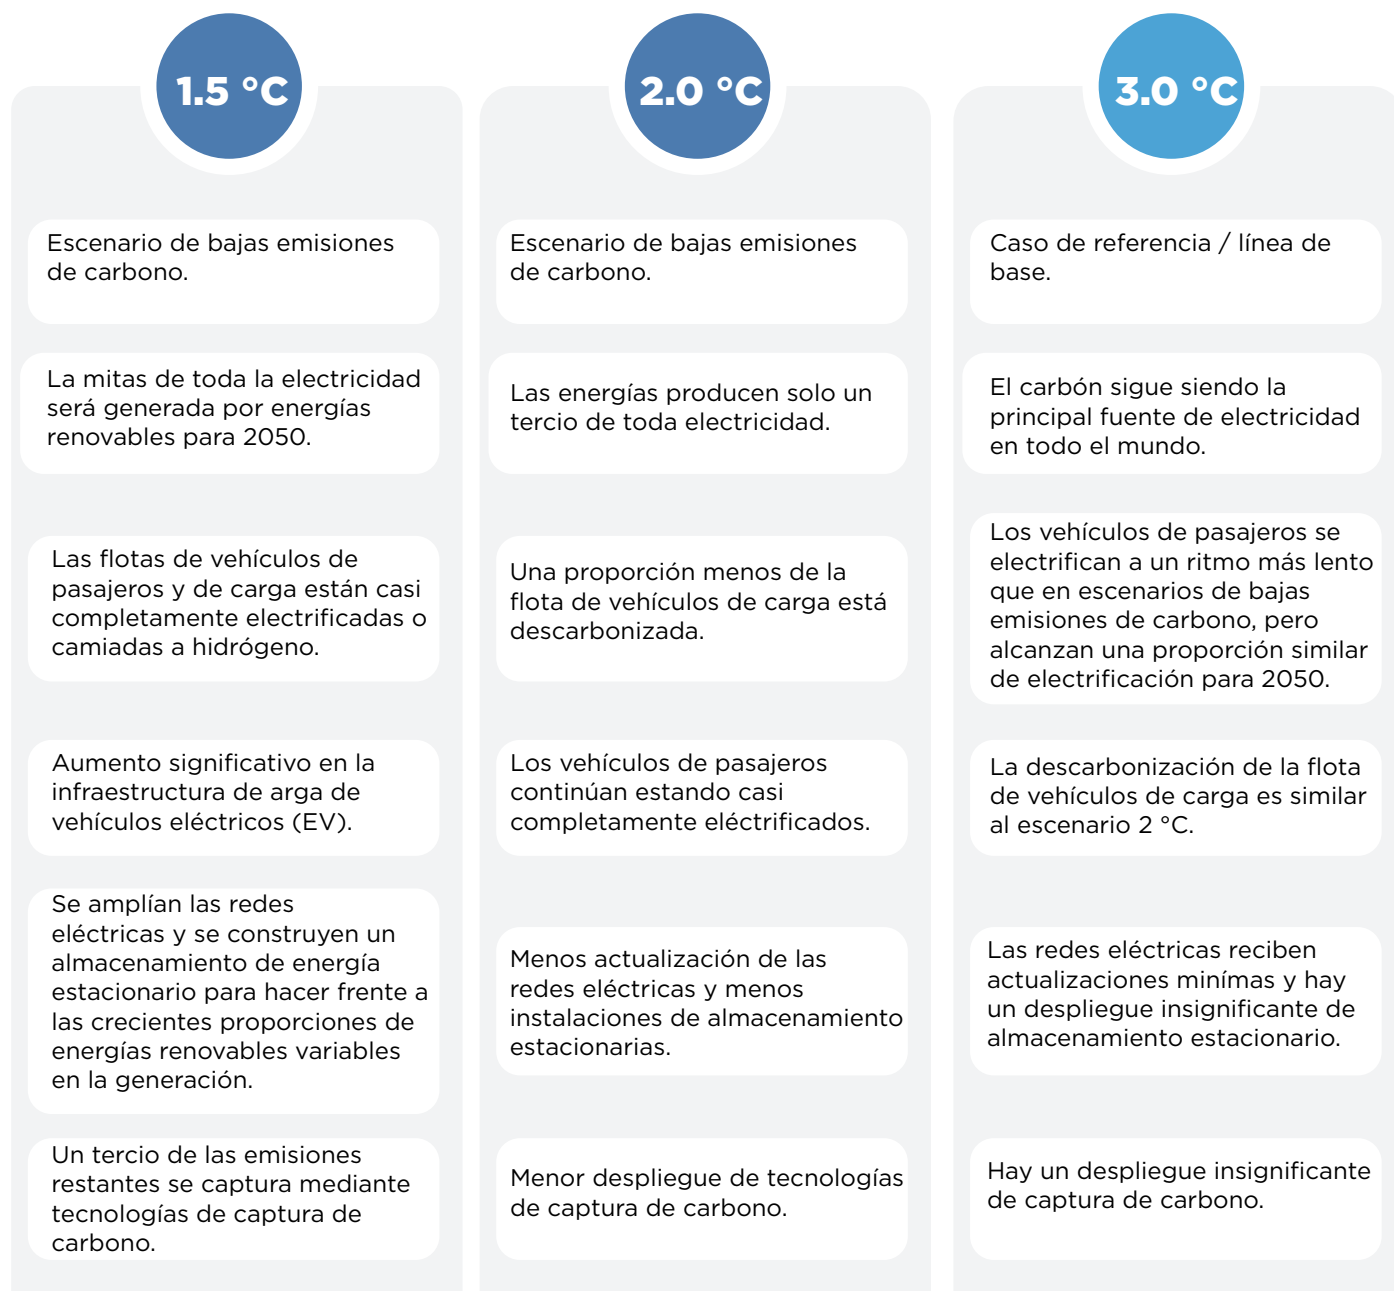 1.5 °C
Escenario de bajas emisiones
de carbono.
La mitas de toda la electricidad
será generada por energías
renovables para 2050.
Las flotas de vehículos de
pasajeros y de carga están casi
completamente electrificadas o
camiadas a hidrógeno.
Aumento significativo en la
infraestructura de arga de
vehículos eléctricos (EV).
Se amplían las redes
eléctricas y se construyen un
almacenamiento de energía
estacionario para hacer frente a
las crecientes proporciones de
energías renovables variables
en la generación.
Un tercio de las emisiones
restantes se captura mediante
tecnologías de captura de
carbono.
2.0 °C
Escenario de bajas emisiones
de carbono.
Las energías producen solo un
tercio de toda electricidad.
Una proporción menos de la
flota de vehículos de carga está
descarbonizada.
Los vehículos de pasajeros
continúan estando casi
completamente eléctrificados.
Menos actualización de las
redes eléctricas y menos
instalaciones de almacenamiento
estacionarias.
Menor despliegue de tecnologías
de captura de carbono.
3.0 °C
Caso de referencia / línea de
base.
El carbón sigue siendo la
principal fuente de electricidad
en todo el mundo.
Los vehículos de pasajeros se
electrifican a un ritmo más lento
que en escenarios de bajas
emisiones de carbono, pero
alcanzan una proporción similar
de electrificación para 2050.
La descarbonización de la flota
de vehículos de carga es similar
al escenario 2 °C.
Las redes eléctricas reciben
actualizaciones minímas y hay
un despliegue insignificante de
almacenamiento estacionario.
Hay un despliegue insignificante
de captura de carbono.